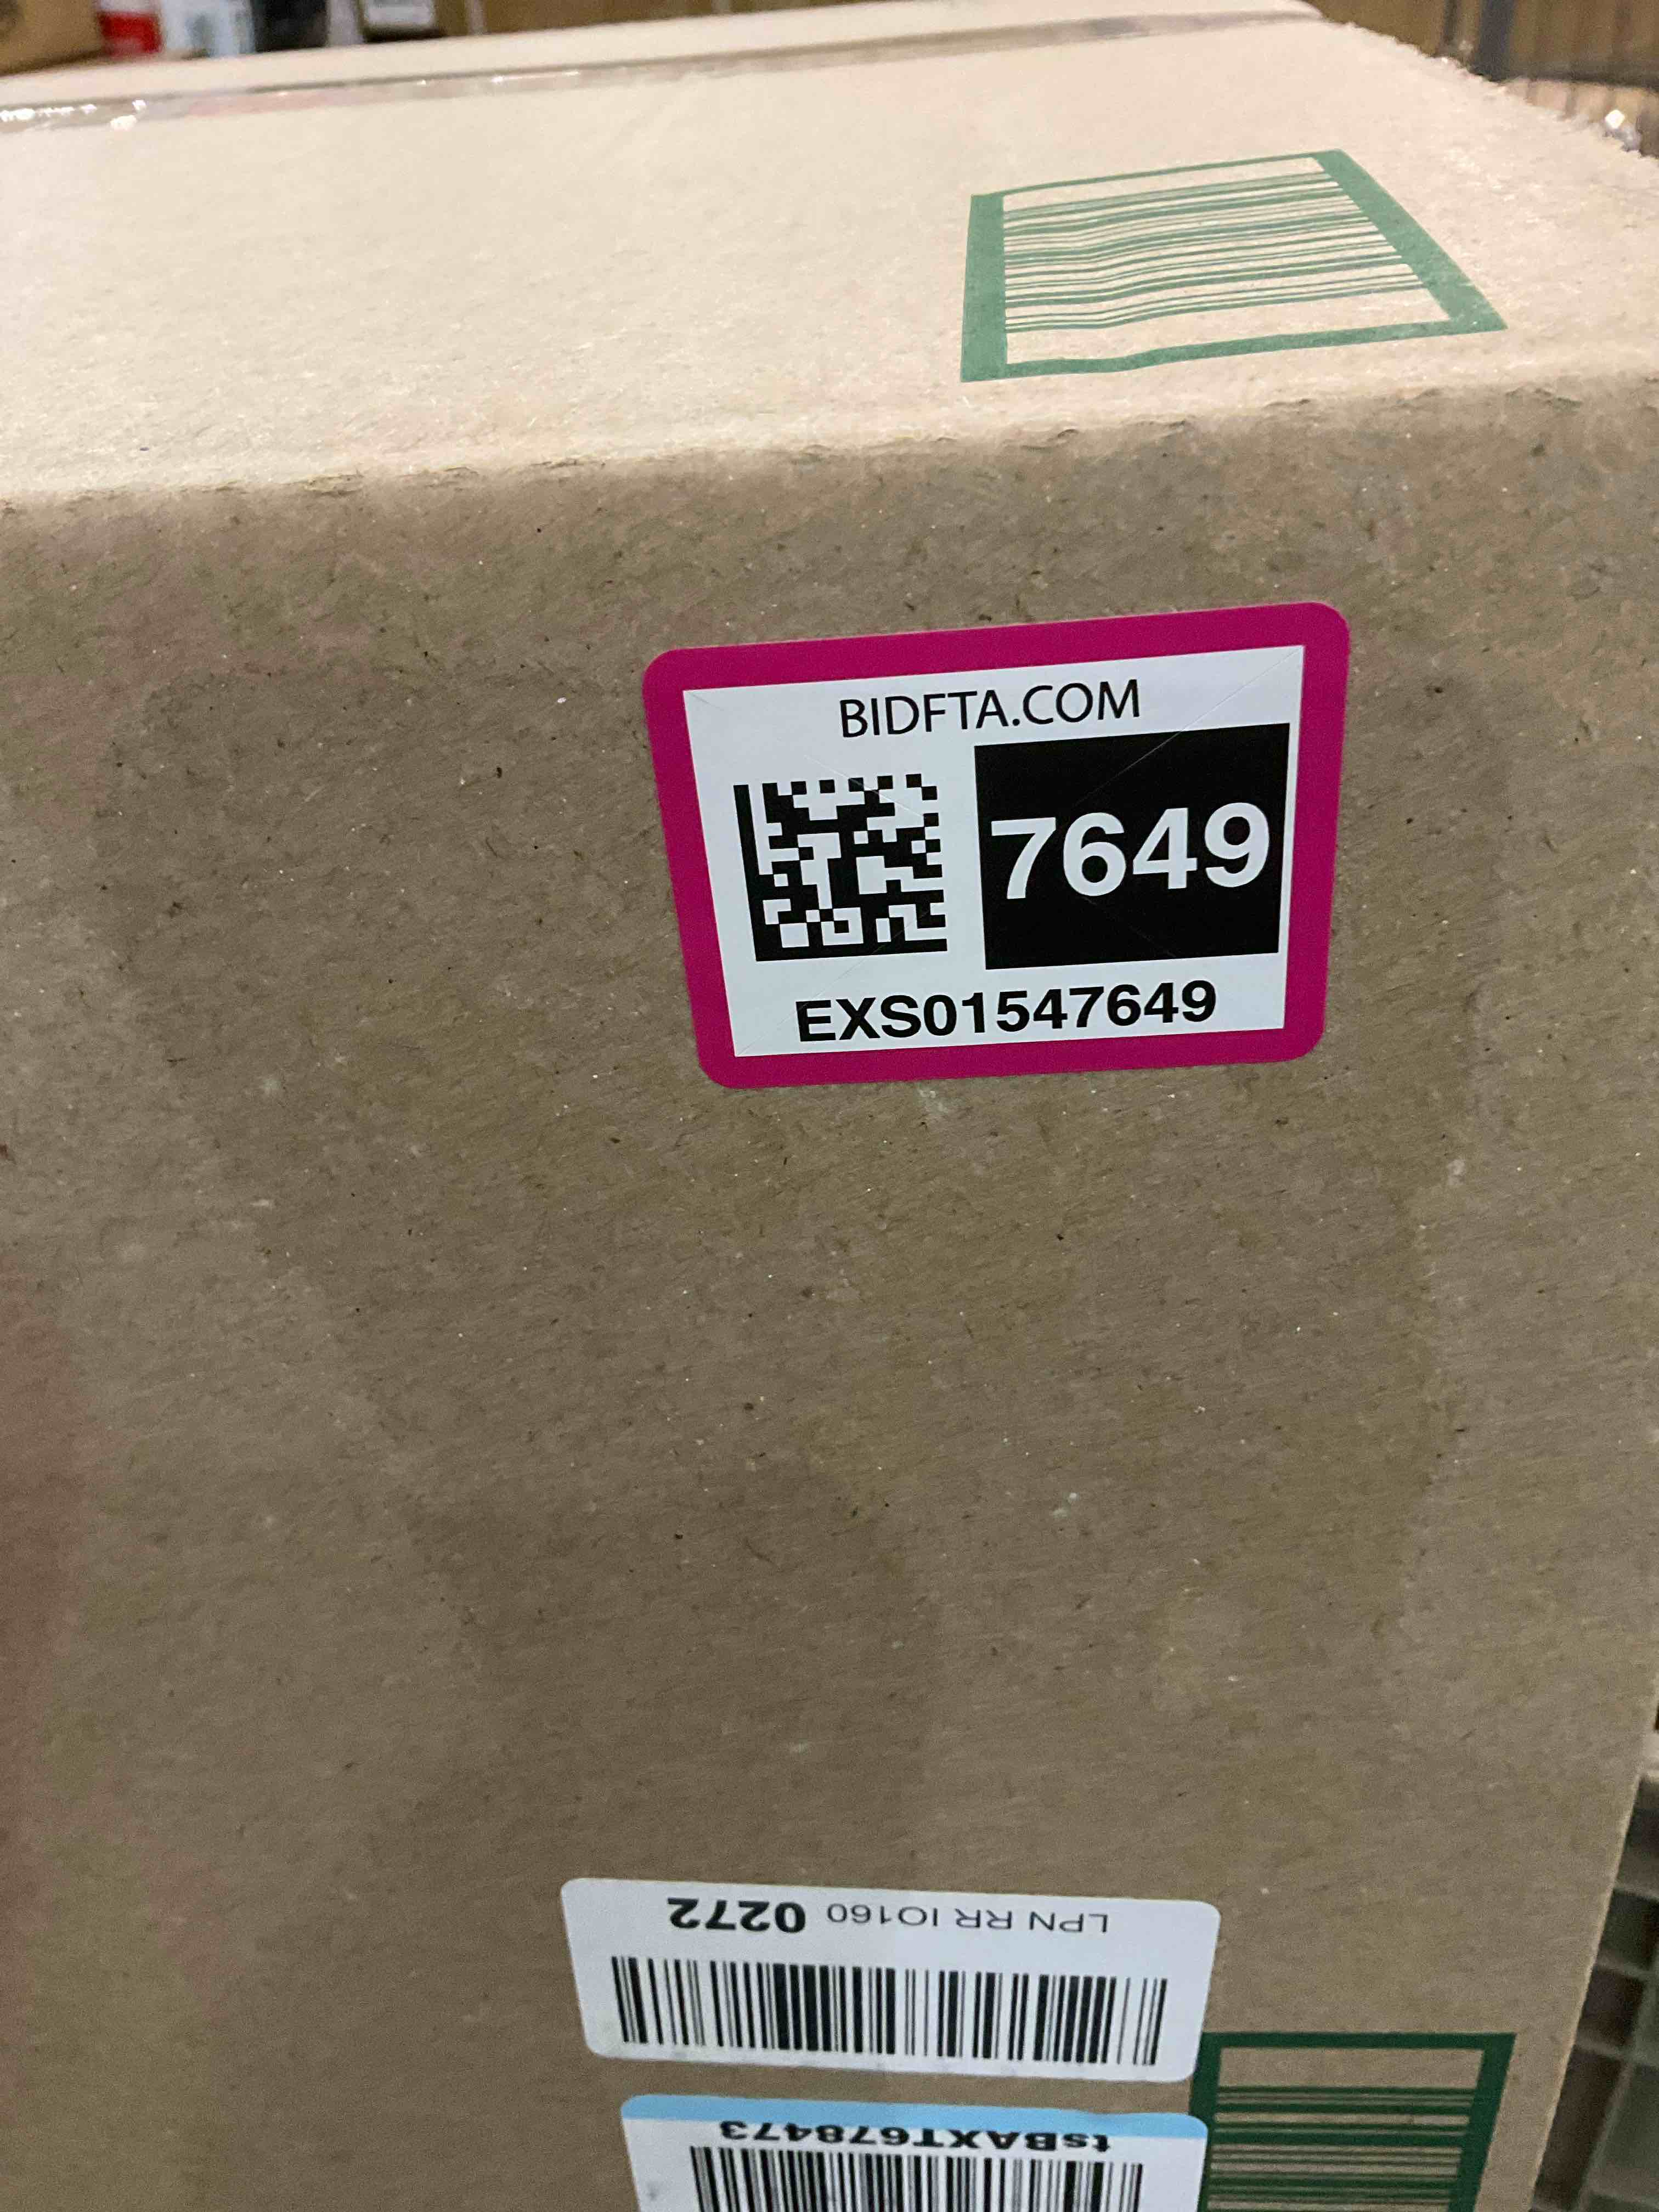 BIDFTA.COM
7649
EXS01547649
LPN RR IO160 0272
tsBAXT678473